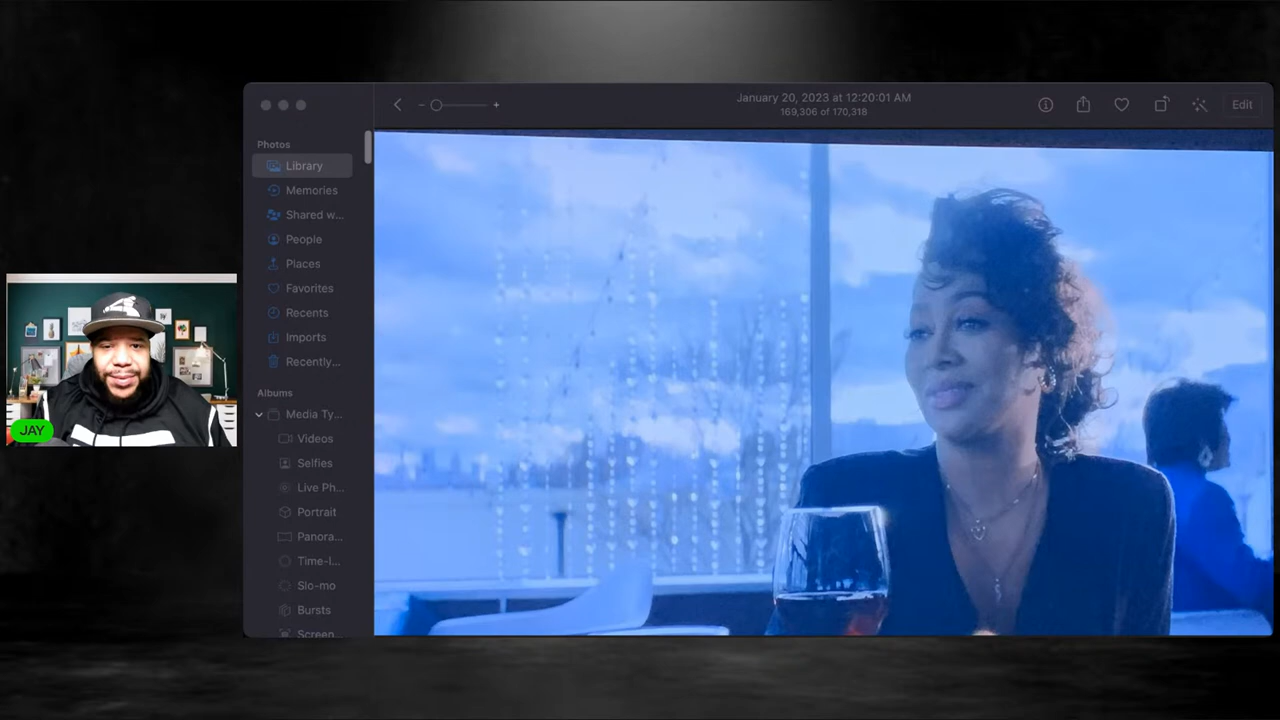 January 20, 2023 at 12:20:01 AM
169,306 of 170,318
Edit
Photos
Library
Memories
Shared w...
People
Places
Favorites
Recents
Imports
Recently...
Albums
Media Ty...
Videos
Selfies
Live Ph...
Portrait
Panora...
Time-l...
Slo-mo
Bursts
Screen
JAY